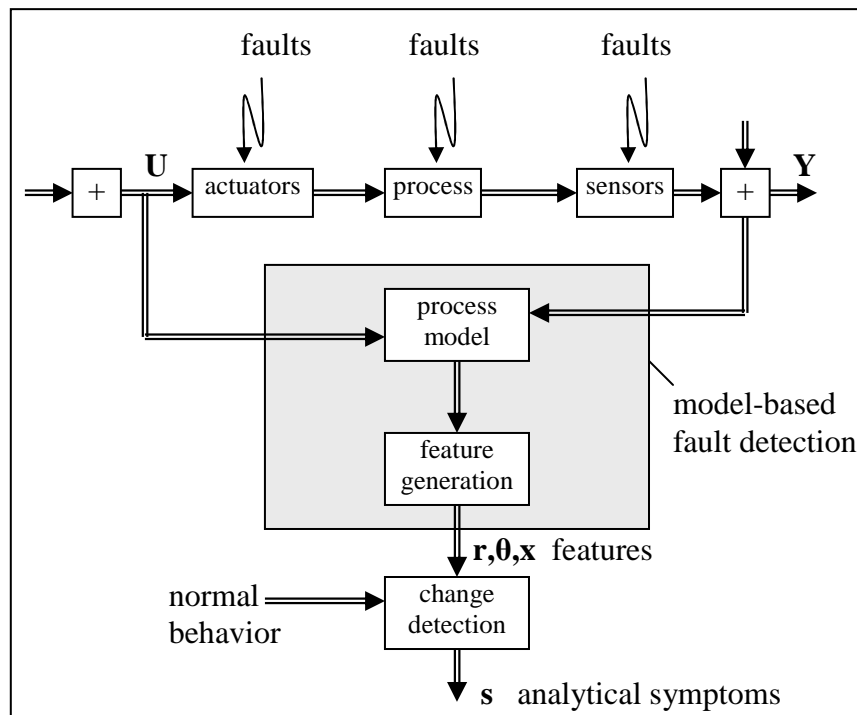 faults faults faults
U Y
+ actuators process sensors +
process
model
model-based
fault detection
feature
generation
r,θ,x features
normal
behavior
change
detection
s analytical symptoms